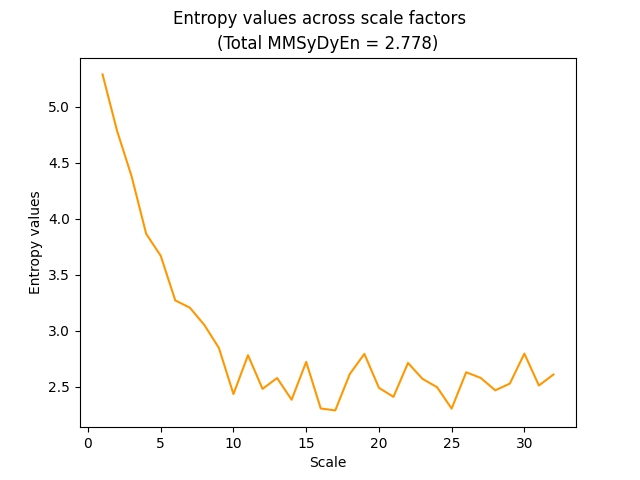 Entropy values across scale factors
(Total MMSyDyEn = 2.778)
5.0
4.5
4.0
3.5
3.0
2.5
Entropy values
0 5 10 15 20 25 30
Scale